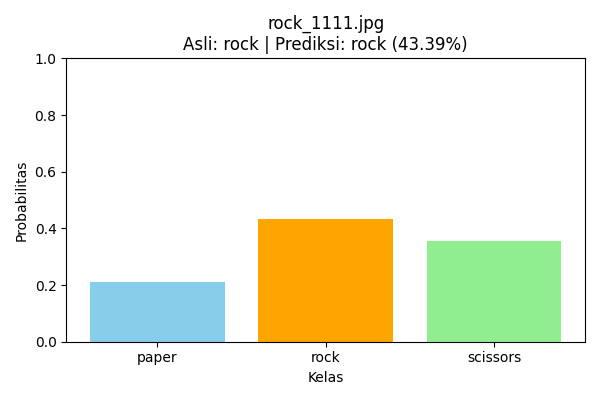 rock_1111.jpg
Asli: rock | Prediksi: rock (43.39%)
1.0
0.8
0.6
0.4
0.2
0.0
Probabilitas
paper rock scissors
Kelas